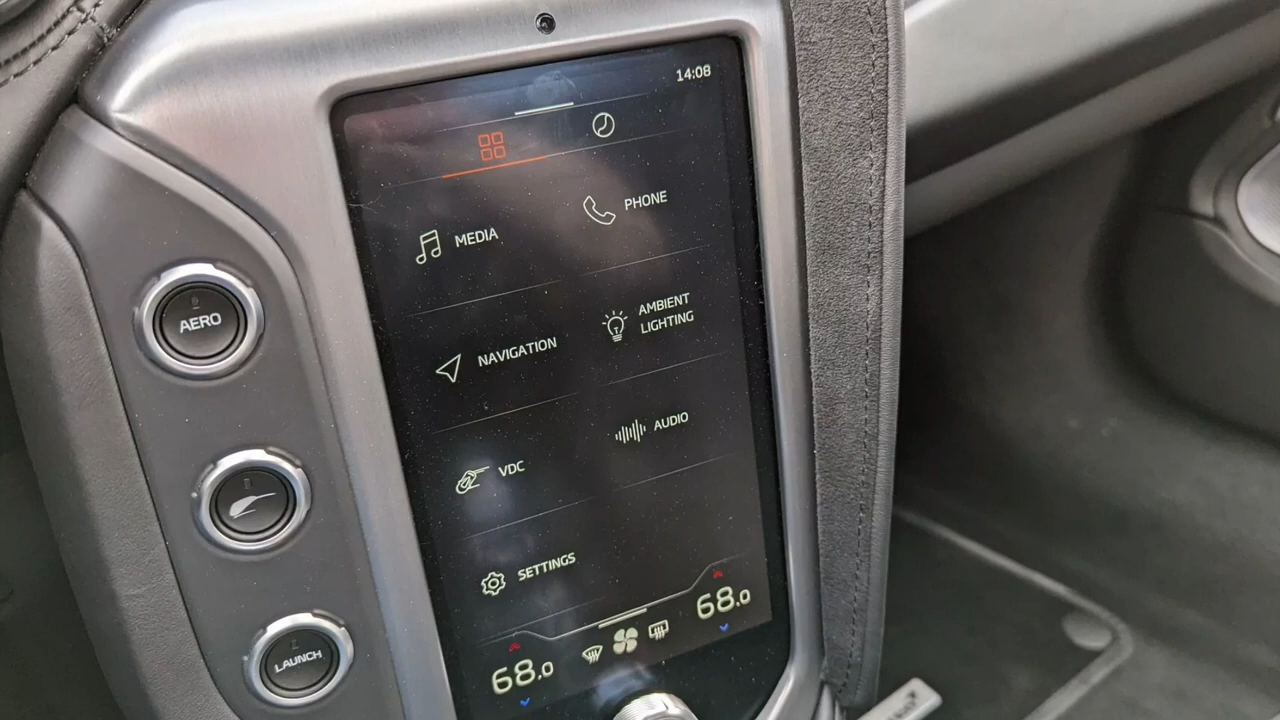 14:08
MEDIA
PHONE
NAVIGATION
AMBIENT
LIGHTING
VDC
AUDIO
SETTINGS
68.0
68.0
AERO
LAUNCH